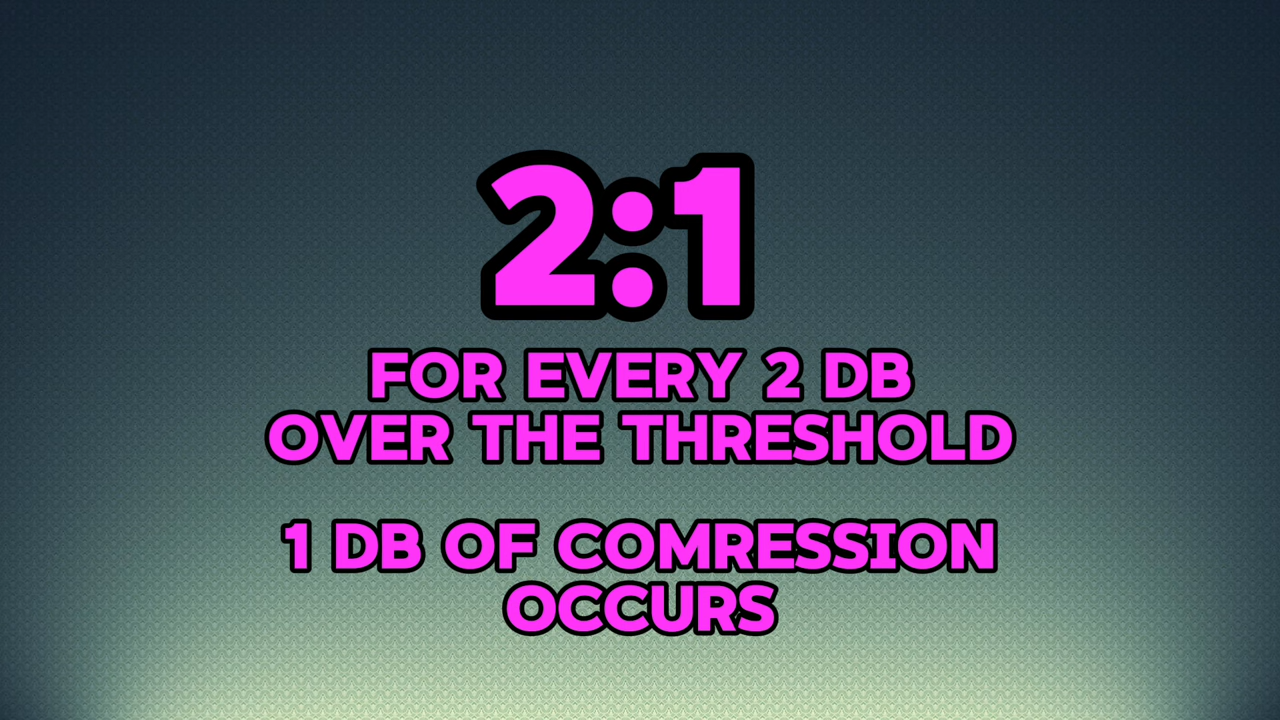 2:1
FOR EVERY 2 DB
OVER THE THRESHOLD
1 DB OF COMRESSION
OCCURS